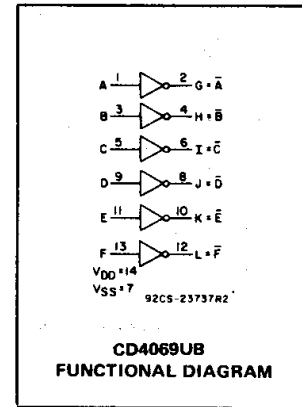 A 1 2 G = A̅
B 3 4 H = B̅
C 5 6 I = C̅
D 9 8 J = D̅
E 11 10 K = E̅
F 13 12 L = F̅
VDD = 14
VSS = 7
92CS-23737R2
CD4069UB
FUNCTIONAL DIAGRAM